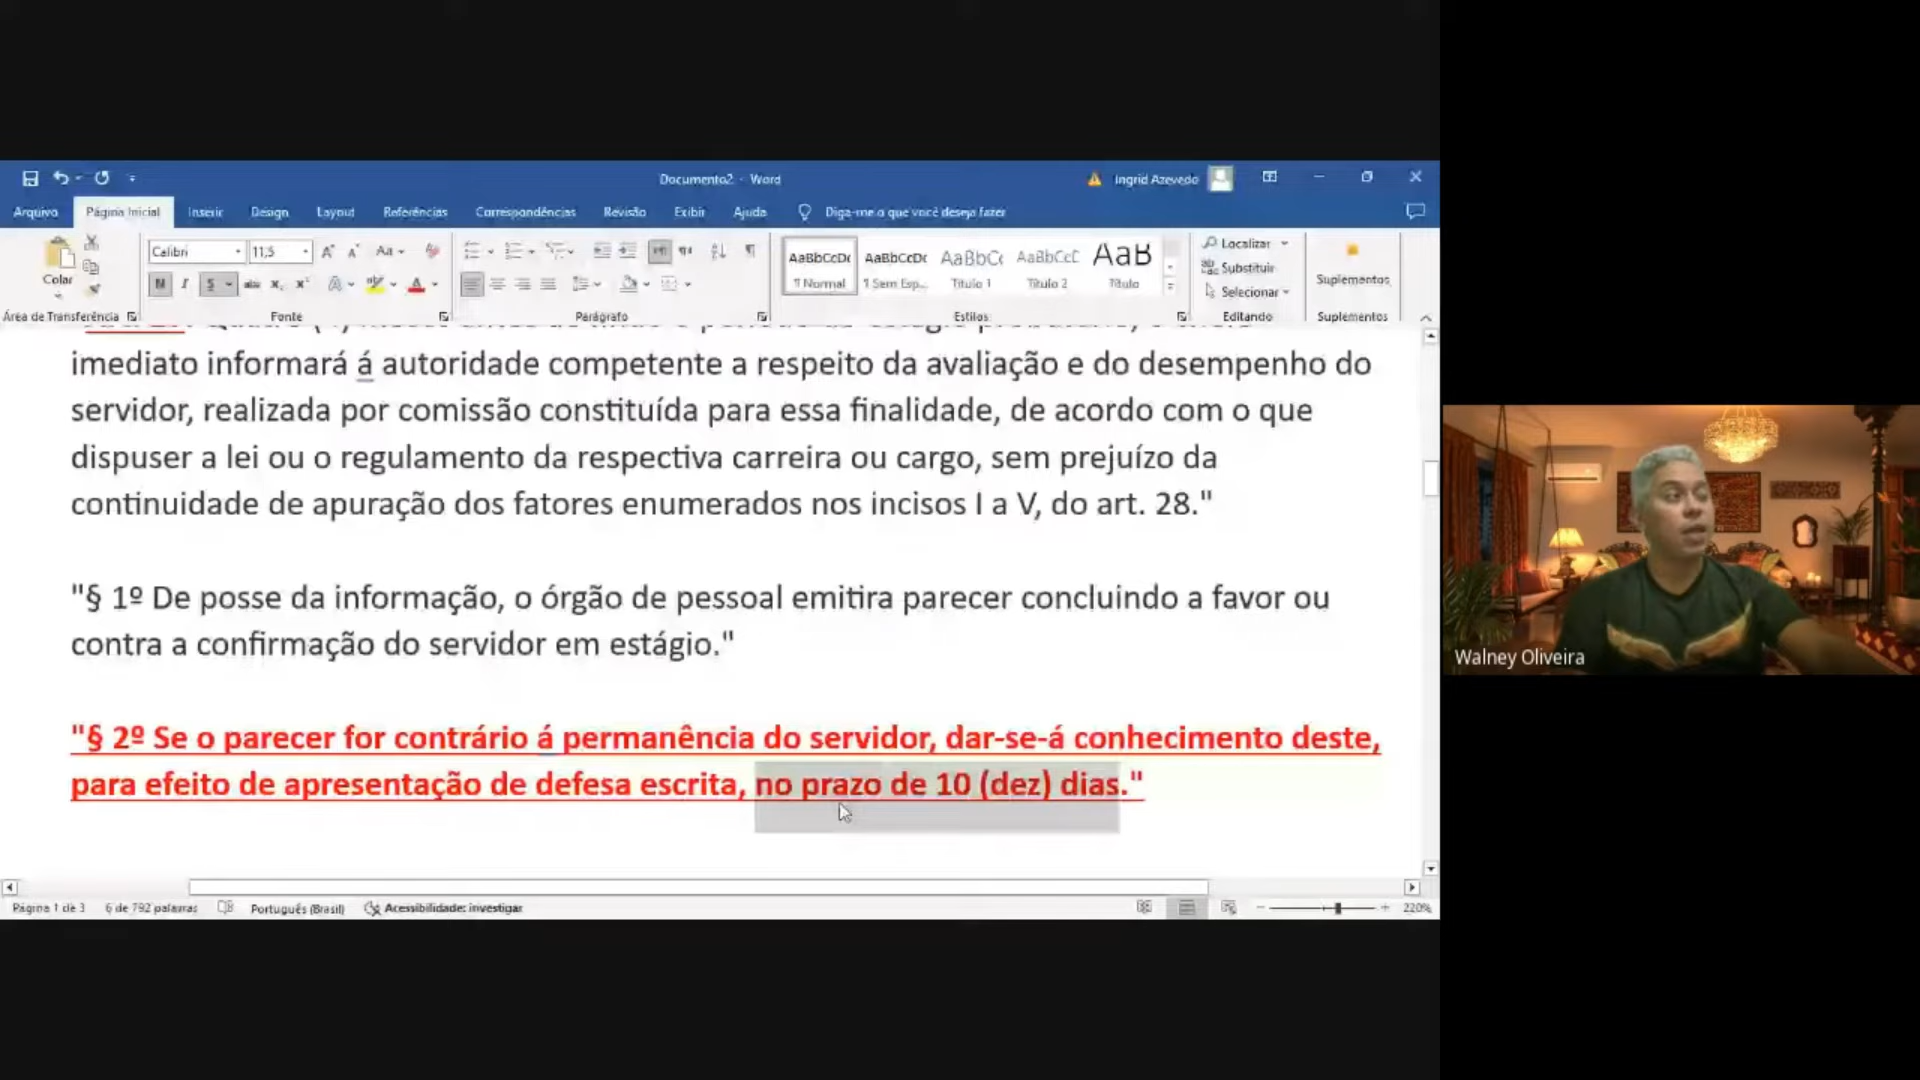 Documento2 - Word
Ingrid Azevedo
Arquivo Página Inicial Inserir Design Layout Referências Correspondências Revisão Exibir Ajuda Diga-me o que você deseja fazer
Colar
Calibri 11,5
Aa
N I S abc X₂ X² A A
AaBbCcDc AaBbCcDc AaBbCc AaBbCcC AaB
¶ Normal ¶ Sem Esp... Título 1 Título 2 Título
Localizar
Substituir
Selecionar
Suplementos
Área de Transferência Fonte Parágrafo Estilos Editando Suplementos
imediato informará á autoridade competente a respeito da avaliação e do desempenho do
servidor, realizada por comissão constituída para essa finalidade, de acordo com o que
dispuser a lei ou o regulamento da respectiva carreira ou cargo, sem prejuízo da
continuidade de apuração dos fatores enumerados nos incisos I a V, do art. 28."
"§ 1º De posse da informação, o órgão de pessoal emitira parecer concluindo a favor ou
contra a confirmação do servidor em estágio."
"§ 2º Se o parecer for contrário á permanência do servidor, dar-se-á conhecimento deste,
para efeito de apresentação de defesa escrita, no prazo de 10 (dez) dias."
Página 1 de 3 6 de 792 palavras Português (Brasil) Acessibilidade: investigar 220%
Walney Oliveira